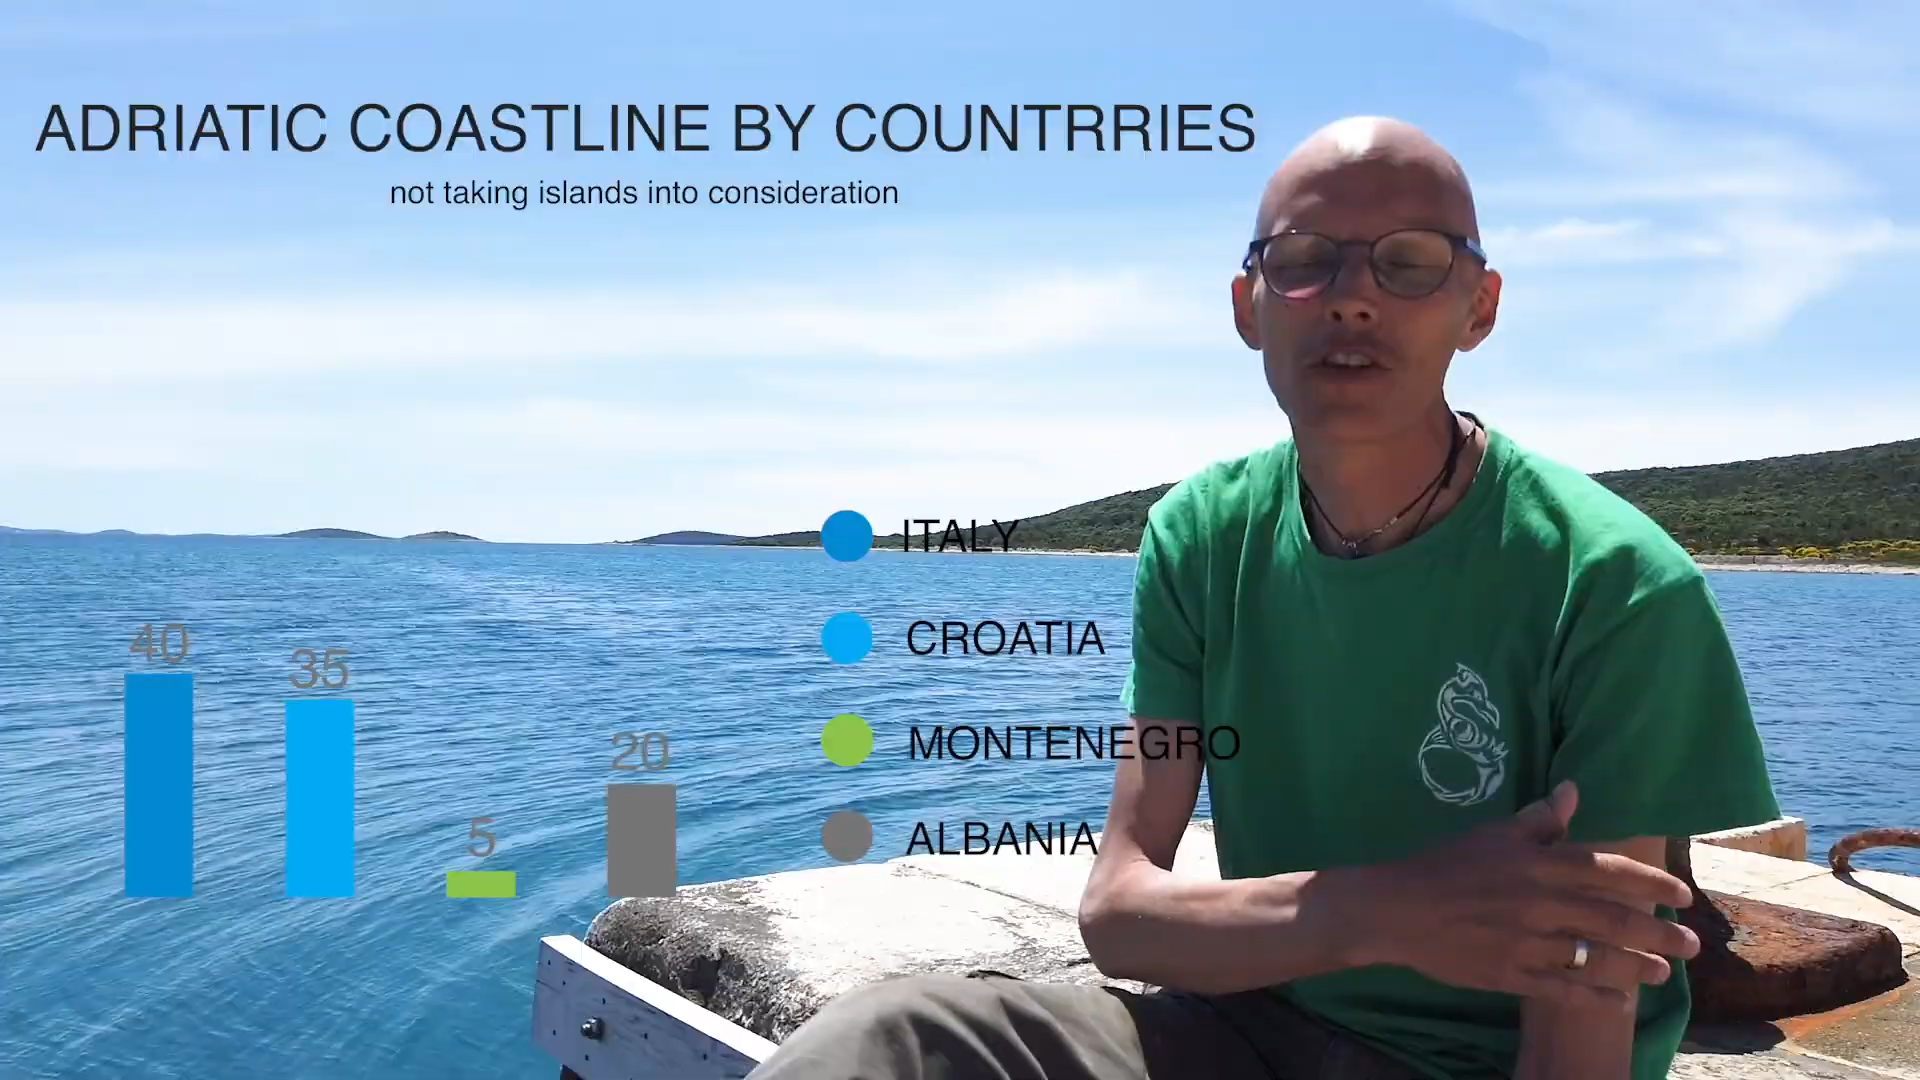 ADRIATIC COASTLINE BY COUNTRRIES
not taking islands into consideration
ITALY
40
CROATIA
35
MONTENEGRO
20
5
ALBANIA